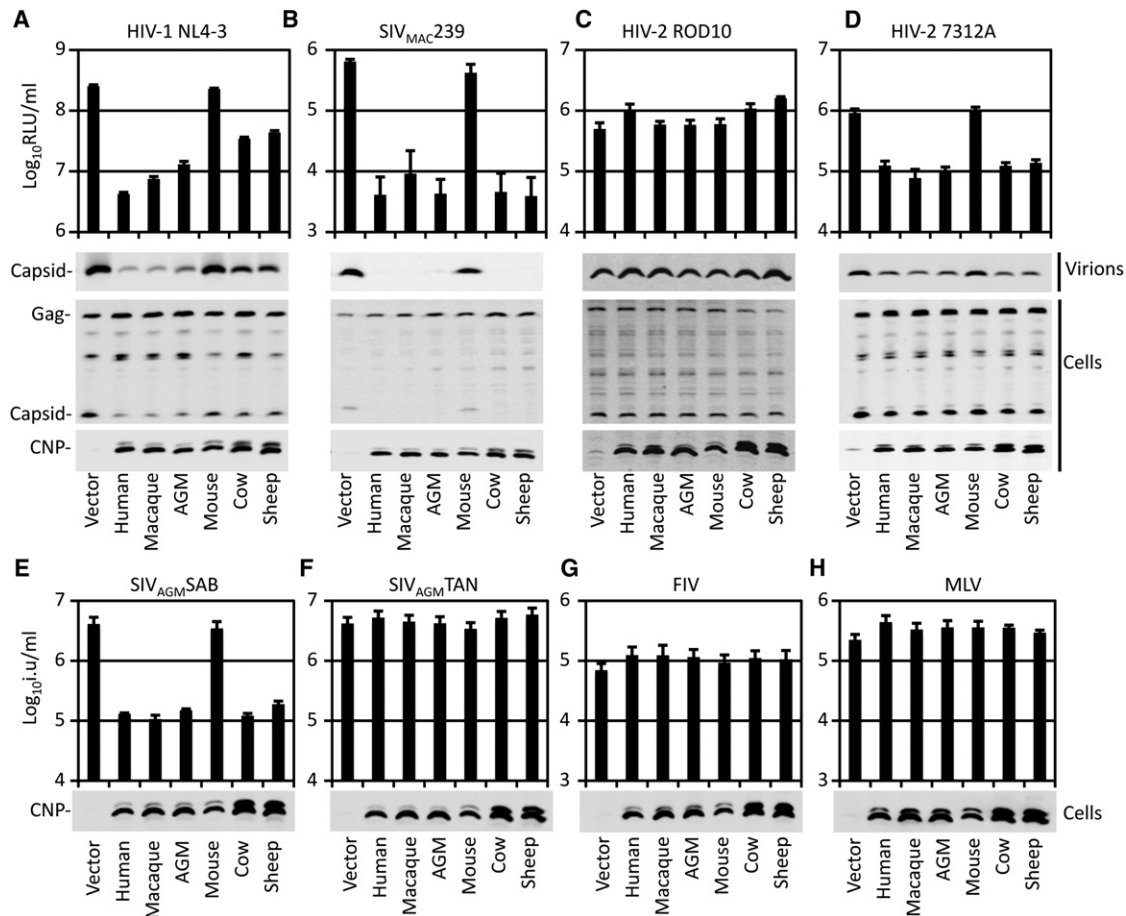 A HIV-1 NL4-3
B SIVMAC239
C HIV-2 ROD10
D HIV-2 7312A
Log10RLU/ml
9
8
7
6
6
5
4
3
7
6
5
4
7
6
5
4
Capsid-
Virions
Gag-
Capsid-
CNP-
Cells
Vector Human Macaque AGM Mouse Cow Sheep
Vector Human Macaque AGM Mouse Cow Sheep
Vector Human Macaque AGM Mouse Cow Sheep
Vector Human Macaque AGM Mouse Cow Sheep
E SIVAGMSAB
F SIVAGMTAN
G FIV
H MLV
Log10i.u/ml
7
6
5
4
7
6
5
4
6
5
4
3
6
5
4
3
CNP-
Cells
Vector Human Macaque AGM Mouse Cow Sheep
Vector Human Macaque AGM Mouse Cow Sheep
Vector Human Macaque AGM Mouse Cow Sheep
Vector Human Macaque AGM Mouse Cow Sheep